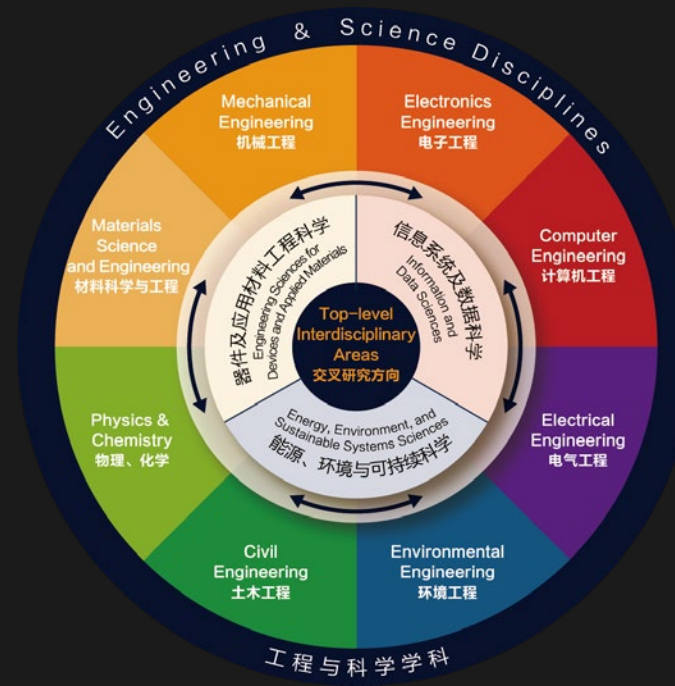 Engineering & Science Disciplines
Mechanical
Engineering
机械工程
Electronics
Engineering
电子工程
Materials
Science
and Engineering
材料科学与工程
Computer
Engineering
计算机工程
器件及应用材料工程科学
Engineering Sciences for
Devices and Applied Materials
信息系统及数据科学
Information and
Data Sciences
Top-level
Interdisciplinary
Areas
交叉研究方向
Energy, Environment, and
Sustainable Systems Sciences
能源、环境与可持续科学
Physics &
Chemistry
物理、化学
Electrical
Engineering
电气工程
Civil
Engineering
土木工程
Environmental
Engineering
环境工程
工程与科学学科